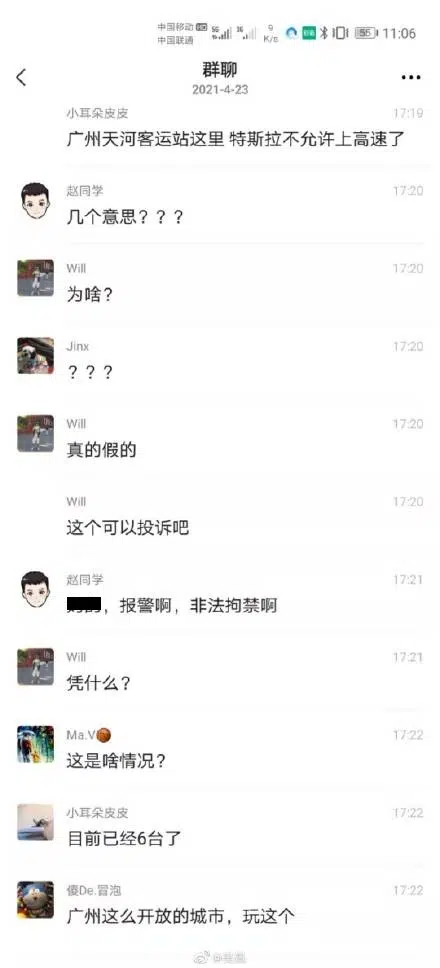 中国移动 HD 5G 3G 9 55 11:06
中国联通 K/s
群聊
2021-4-23
小耳朵皮皮 17:19
广州天河客运站这里 特斯拉不允许上高速了
赵同学 17:20
几个意思？？？
Will 17:20
为啥？
Jinx 17:20
？？？
Will 17:20
真的假的
Will 17:20
这个可以投诉吧
赵同学 17:21
，报警啊，非法拘禁啊
Will 17:21
凭什么？
Ma.V 17:22
这是啥情况？
小耳朵皮皮 17:22
目前已经6台了
傻De.冒泡 17:22
广州这么开放的城市，玩这个